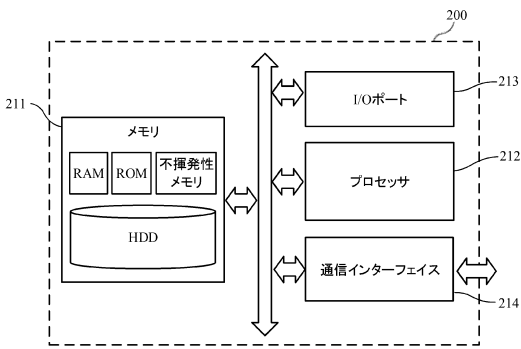 200
211
メモリ
RAM
ROM
不揮発性
メモリ
HDD
I/Oポート
213
プロセッサ
212
通信インターフェイス
214